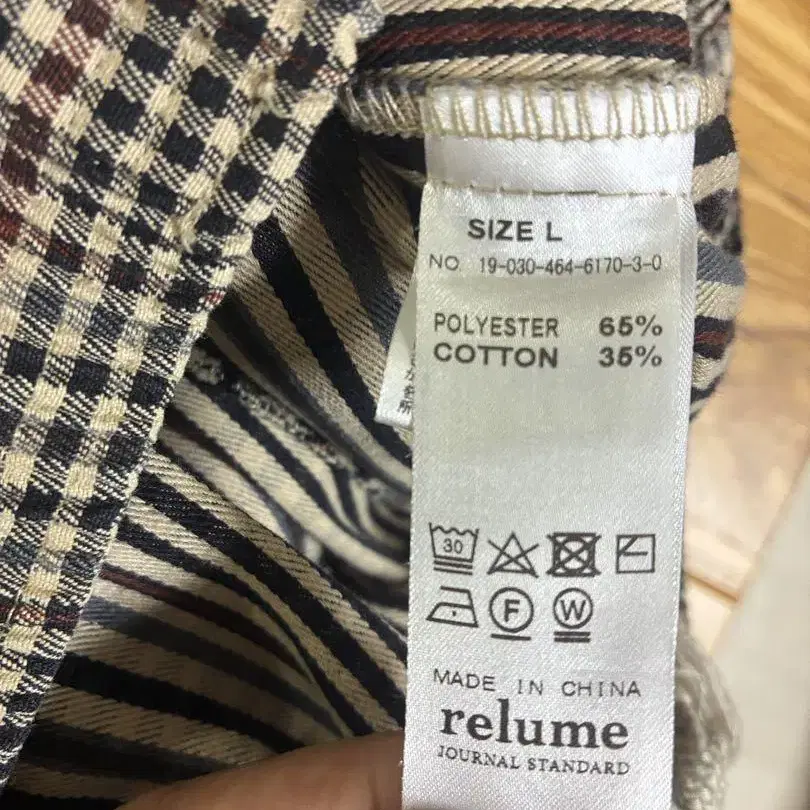 SIZE L
NO. 19-030-464-6170-3-0
POLYESTER 65%
COTTON 35%
30
F W
MADE IN CHINA
relume
JOURNAL STANDARD